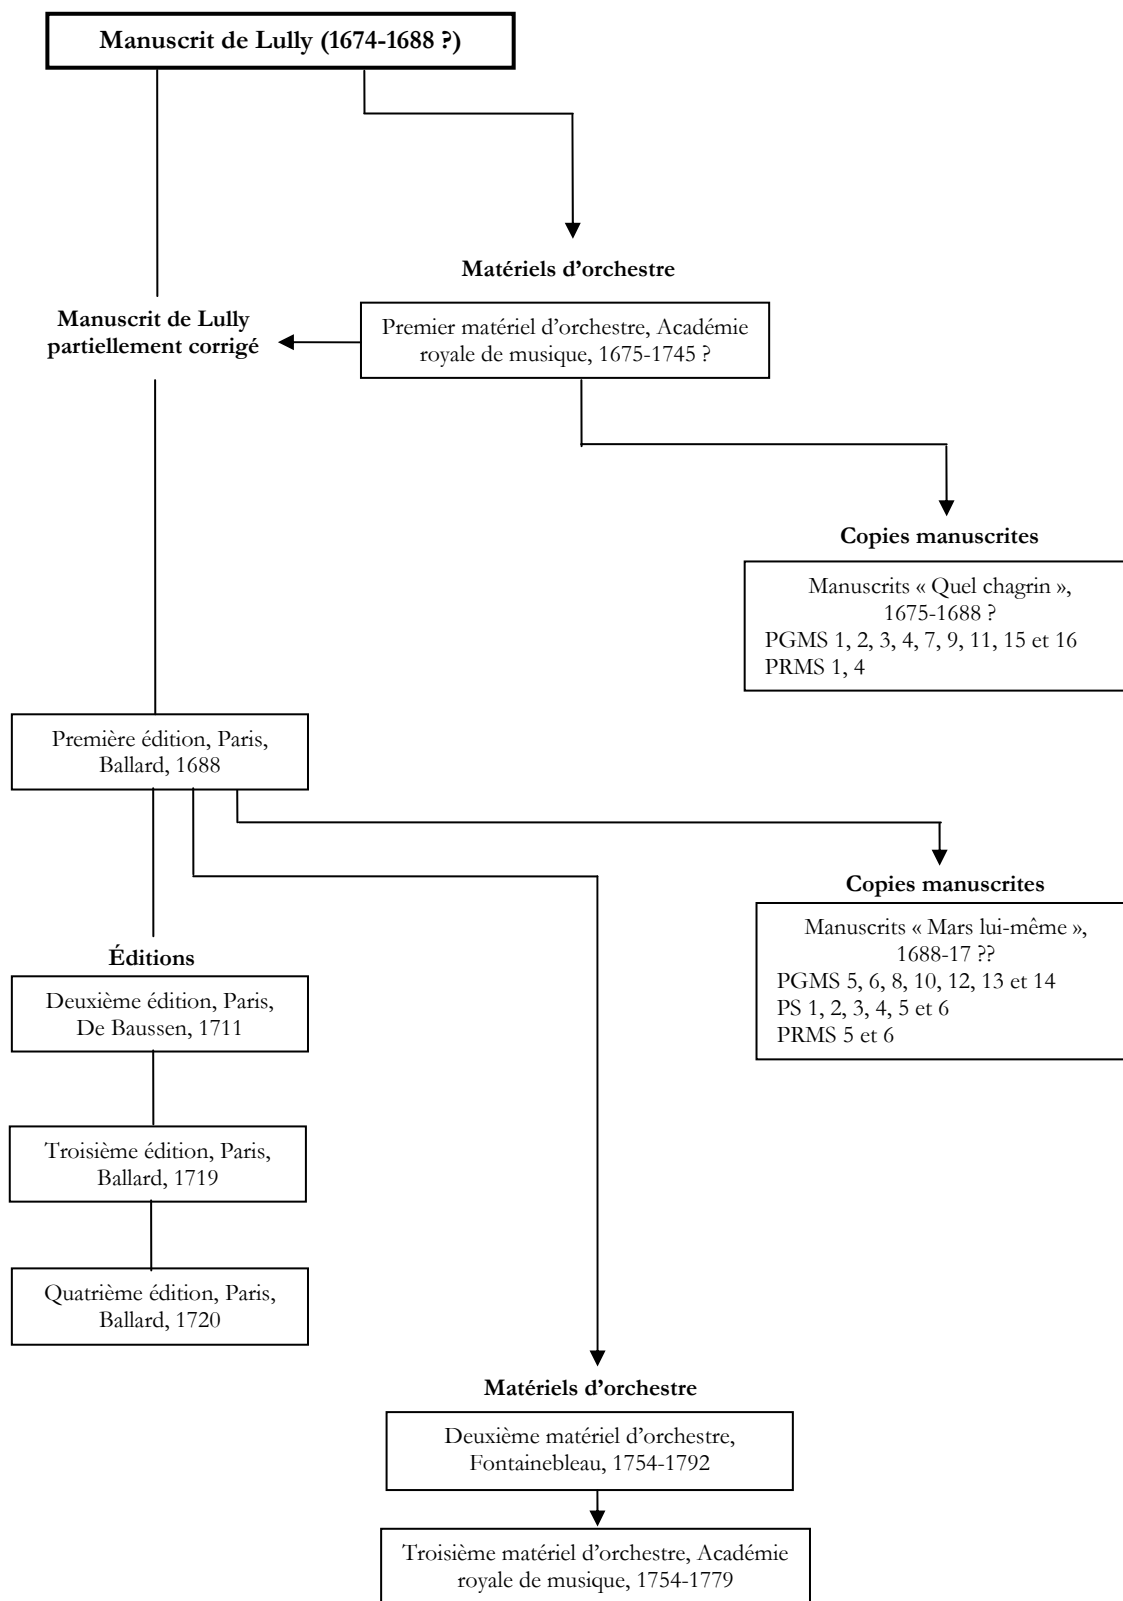 Manuscrit de Lully (1674-1688 ?)
Matériels d’orchestre
Premier matériel d’orchestre, Académie
royale de musique, 1675-1745 ?
Manuscrit de Lully
partiellement corrigé
Copies manuscrites
Manuscrits « Quel chagrin »,
1675-1688 ?
PGMS 1, 2, 3, 4, 7, 9, 11, 15 et 16
PRMS 1, 4
Première édition, Paris,
Ballard, 1688
Copies manuscrites
Manuscrits « Mars lui-même »,
1688-17 ??
PGMS 5, 6, 8, 10, 12, 13 et 14
PS 1, 2, 3, 4, 5 et 6
PRMS 5 et 6
Éditions
Deuxième édition, Paris,
De Baussen, 1711
Troisième édition, Paris,
Ballard, 1719
Quatrième édition, Paris,
Ballard, 1720
Matériels d’orchestre
Deuxième matériel d’orchestre,
Fontainebleau, 1754-1792
Troisième matériel d’orchestre, Académie
royale de musique, 1754-1779